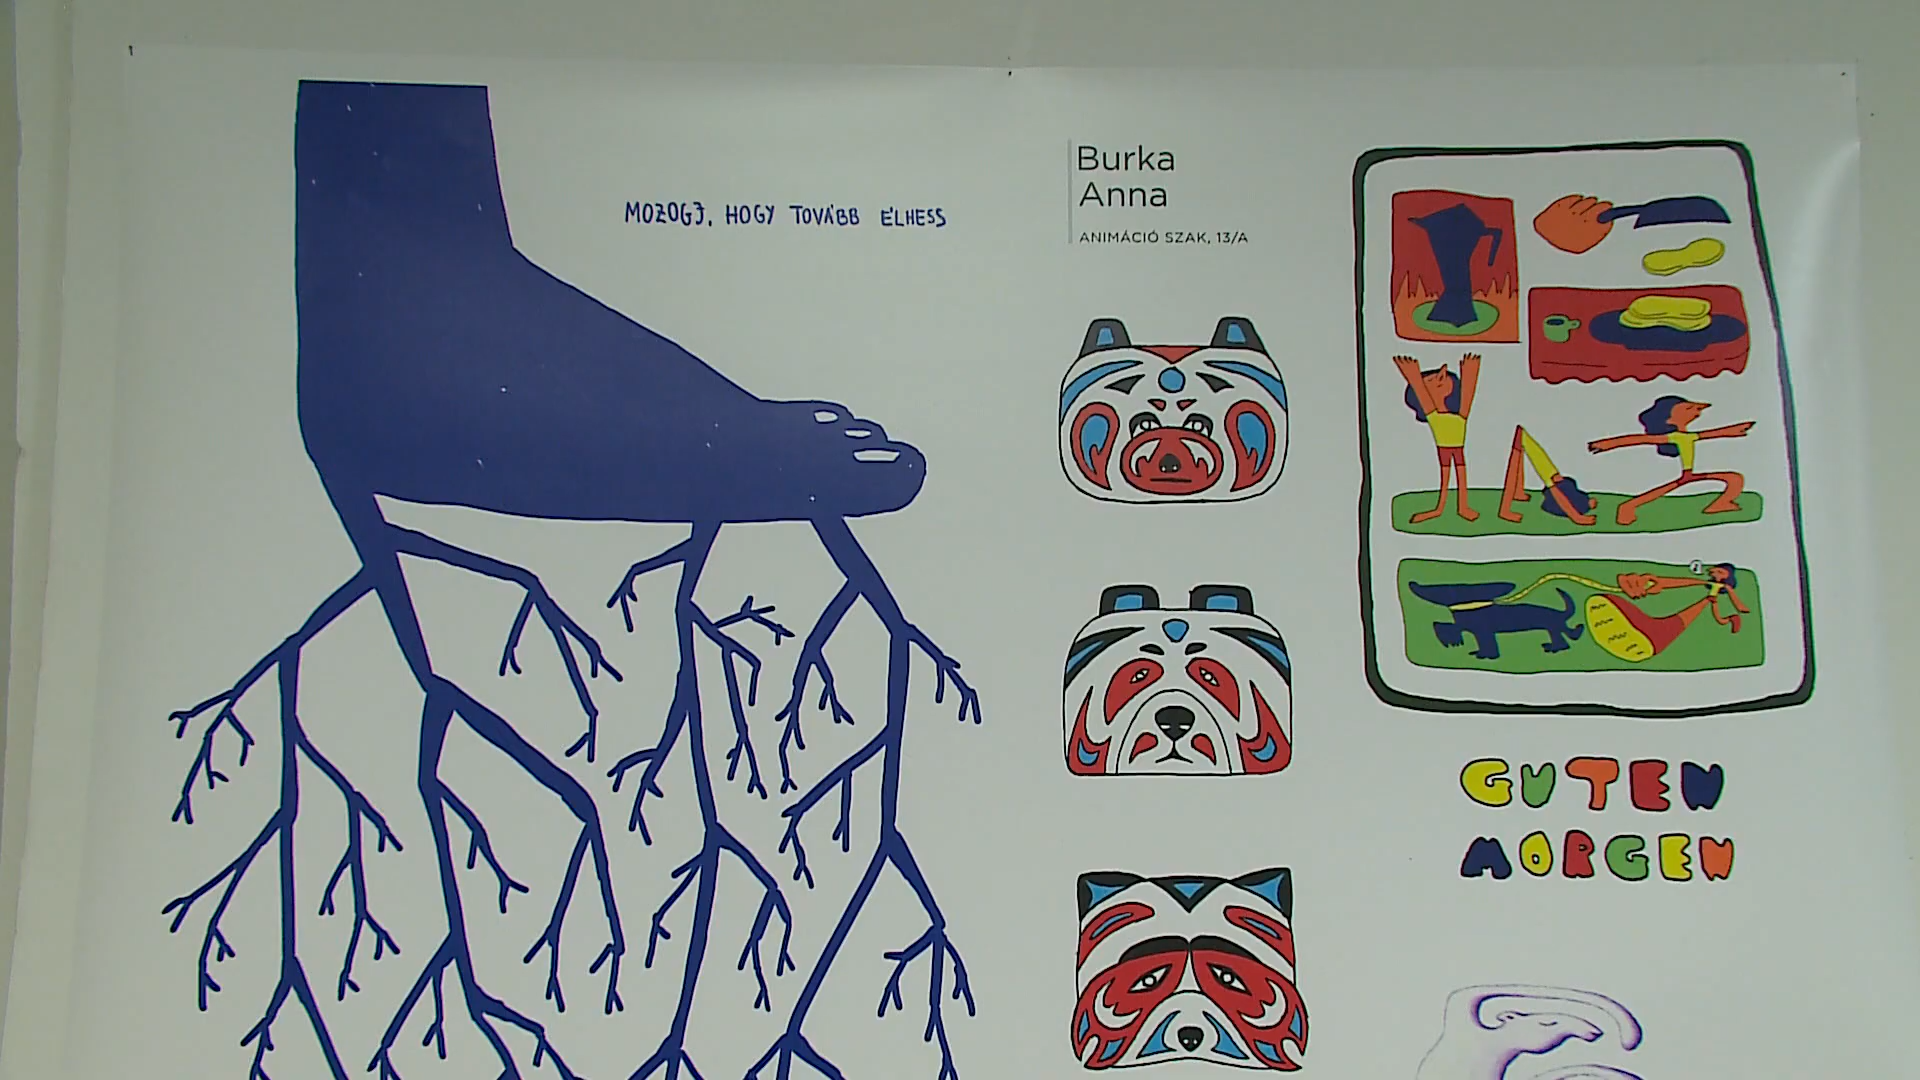 MOZOGJ, HOGY TOVÁBB ÉLHESS
Burka
Anna
ANIMÁCIÓ SZAK, 13/A
GUTEN
MORGEN